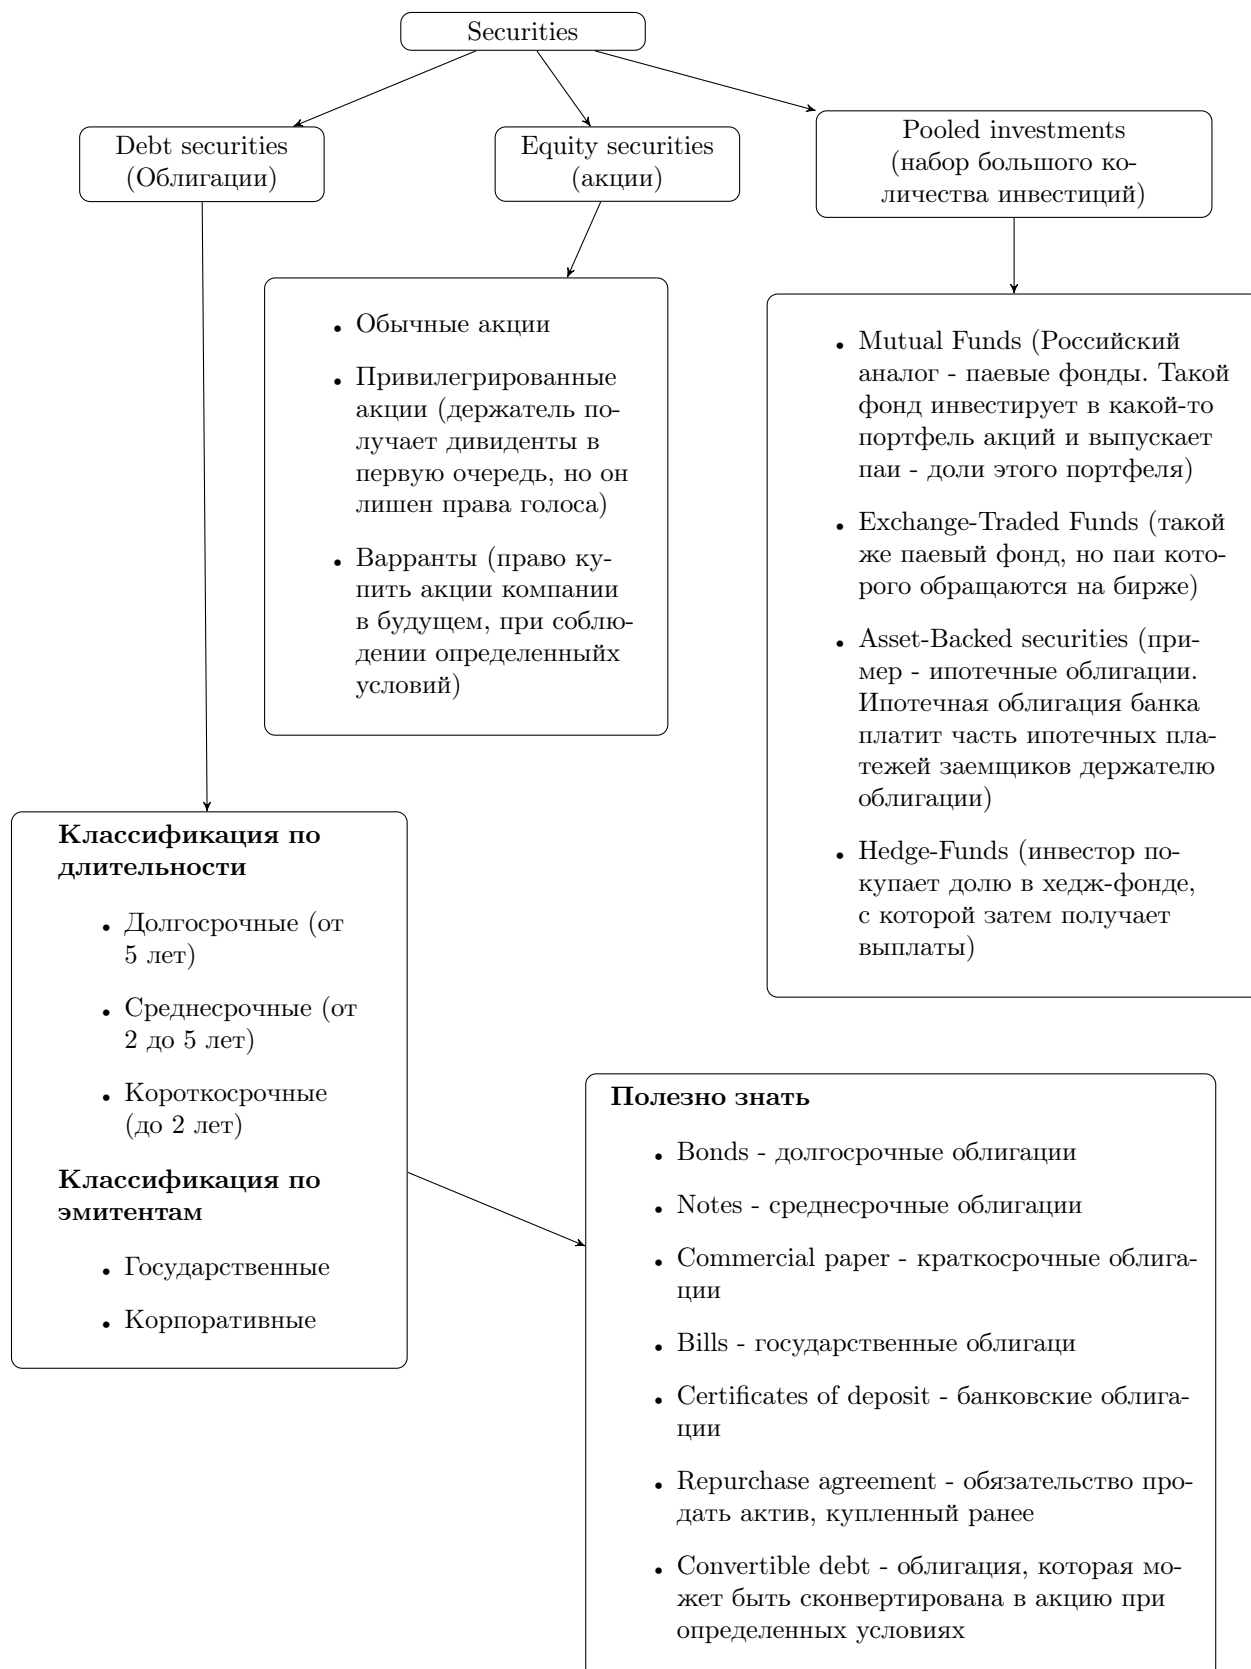 Securities
Debt securities
(Облигации)
Equity securities
(акции)
Pooled investments
(набор большого ко-
личества инвестиций)
• Обычные акции
• Привилегрированные
акции (держатель по-
лучает дивиденты в
первую очередь, но он
лишен права голоса)
• Варранты (право ку-
пить акции компании
в будущем, при соблю-
дении определенныйх
условий)
• Mutual Funds (Российский
аналог - паевые фонды. Такой
фонд инвестирует в какой-то
портфель акций и выпускает
паи - доли этого портфеля)
• Exchange-Traded Funds (такой
же паевый фонд, но паи кото-
рого обращаются на бирже)
• Asset-Backed securities (при-
мер - ипотечные облигации.
Ипотечная облигация банка
платит часть ипотечных пла-
тежей заемщиков держателю
облигации)
• Hedge-Funds (инвестор по-
купает долю в хедж-фонде,
с которой затем получает
выплаты)
Классификация по
длительности
• Долгосрочные (от
5 лет)
• Среднесрочные (от
2 до 5 лет)
• Короткосрочные
(до 2 лет)
Классификация по
эмитентам
• Государственные
• Корпоративные
Полезно знать
• Bonds - долгосрочные облигации
• Notes - среднесрочные облигации
• Commercial paper - краткосрочные облига-
ции
• Bills - государственные облигаци
• Certificates of deposit - банковские облига-
ции
• Repurchase agreement - обязательство про-
дать актив, купленный ранее
• Convertible debt - облигация, которая мо-
жет быть сконвертирована в акцию при
определенных условиях